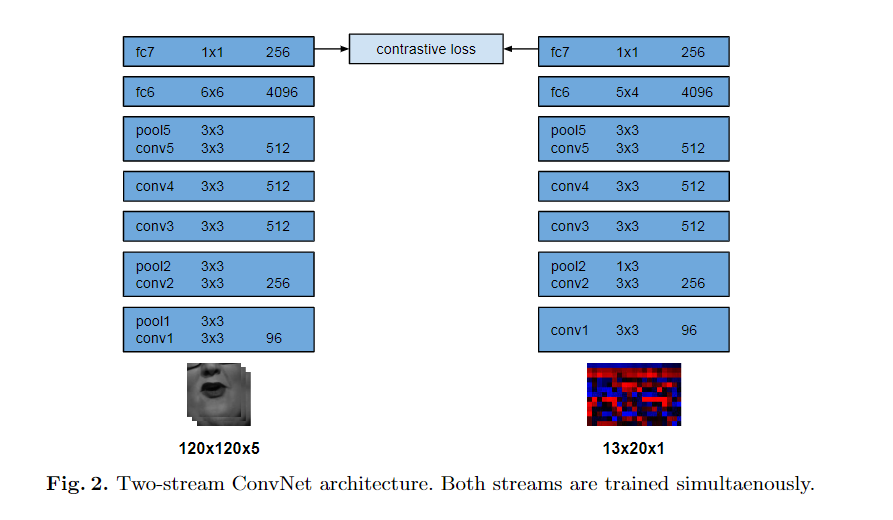 fc7 1x1 256
contrastive loss
fc7 1x1 256
fc6 6x6 4096
fc6 5x4 4096
pool5 3x3
conv5 3x3 512
pool5 3x3
conv5 3x3 512
conv4 3x3 512
conv4 3x3 512
conv3 3x3 512
conv3 3x3 512
pool2 3x3
conv2 3x3 256
pool2 1x3
conv2 3x3 256
pool1 3x3
conv1 3x3 96
conv1 3x3 96
120x120x5
13x20x1
Fig. 2. Two-stream ConvNet architecture. Both streams are trained simultaenously.